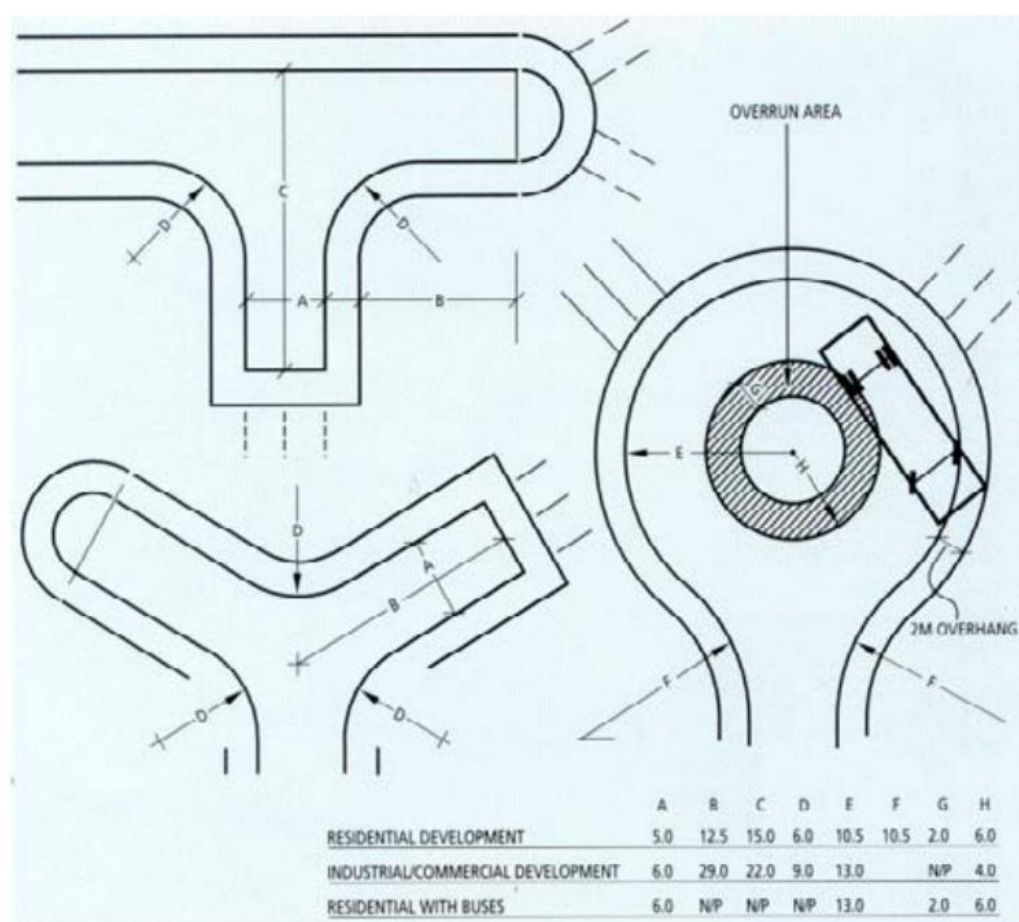 OVERRUN AREA
C
D
D
A
B
G
E
H
D
A
B
2M OVERHANG
F
F
D
D
A B C D E F G H
RESIDENTIAL DEVELOPMENT 5.0 12.5 15.0 6.0 10.5 10.5 2.0 6.0
INDUSTRIAL/COMMERCIAL DEVELOPMENT 6.0 29.0 22.0 9.0 13.0 N/P 4.0
RESIDENTIAL WITH BUSES 6.0 N/P N/P N/P 13.0 2.0 6.0